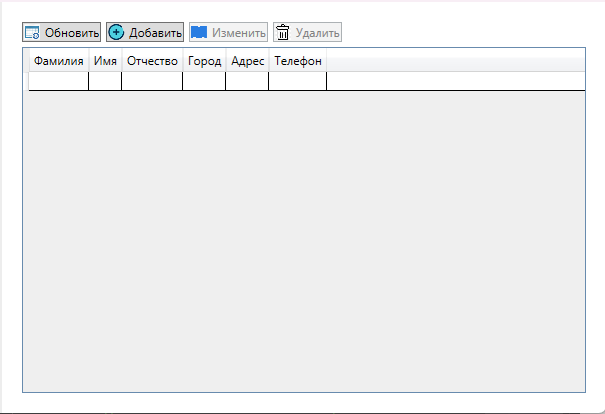 Обновить Добавить Изменить Удалить
Фамилия Имя Отчество Город Адрес Телефон